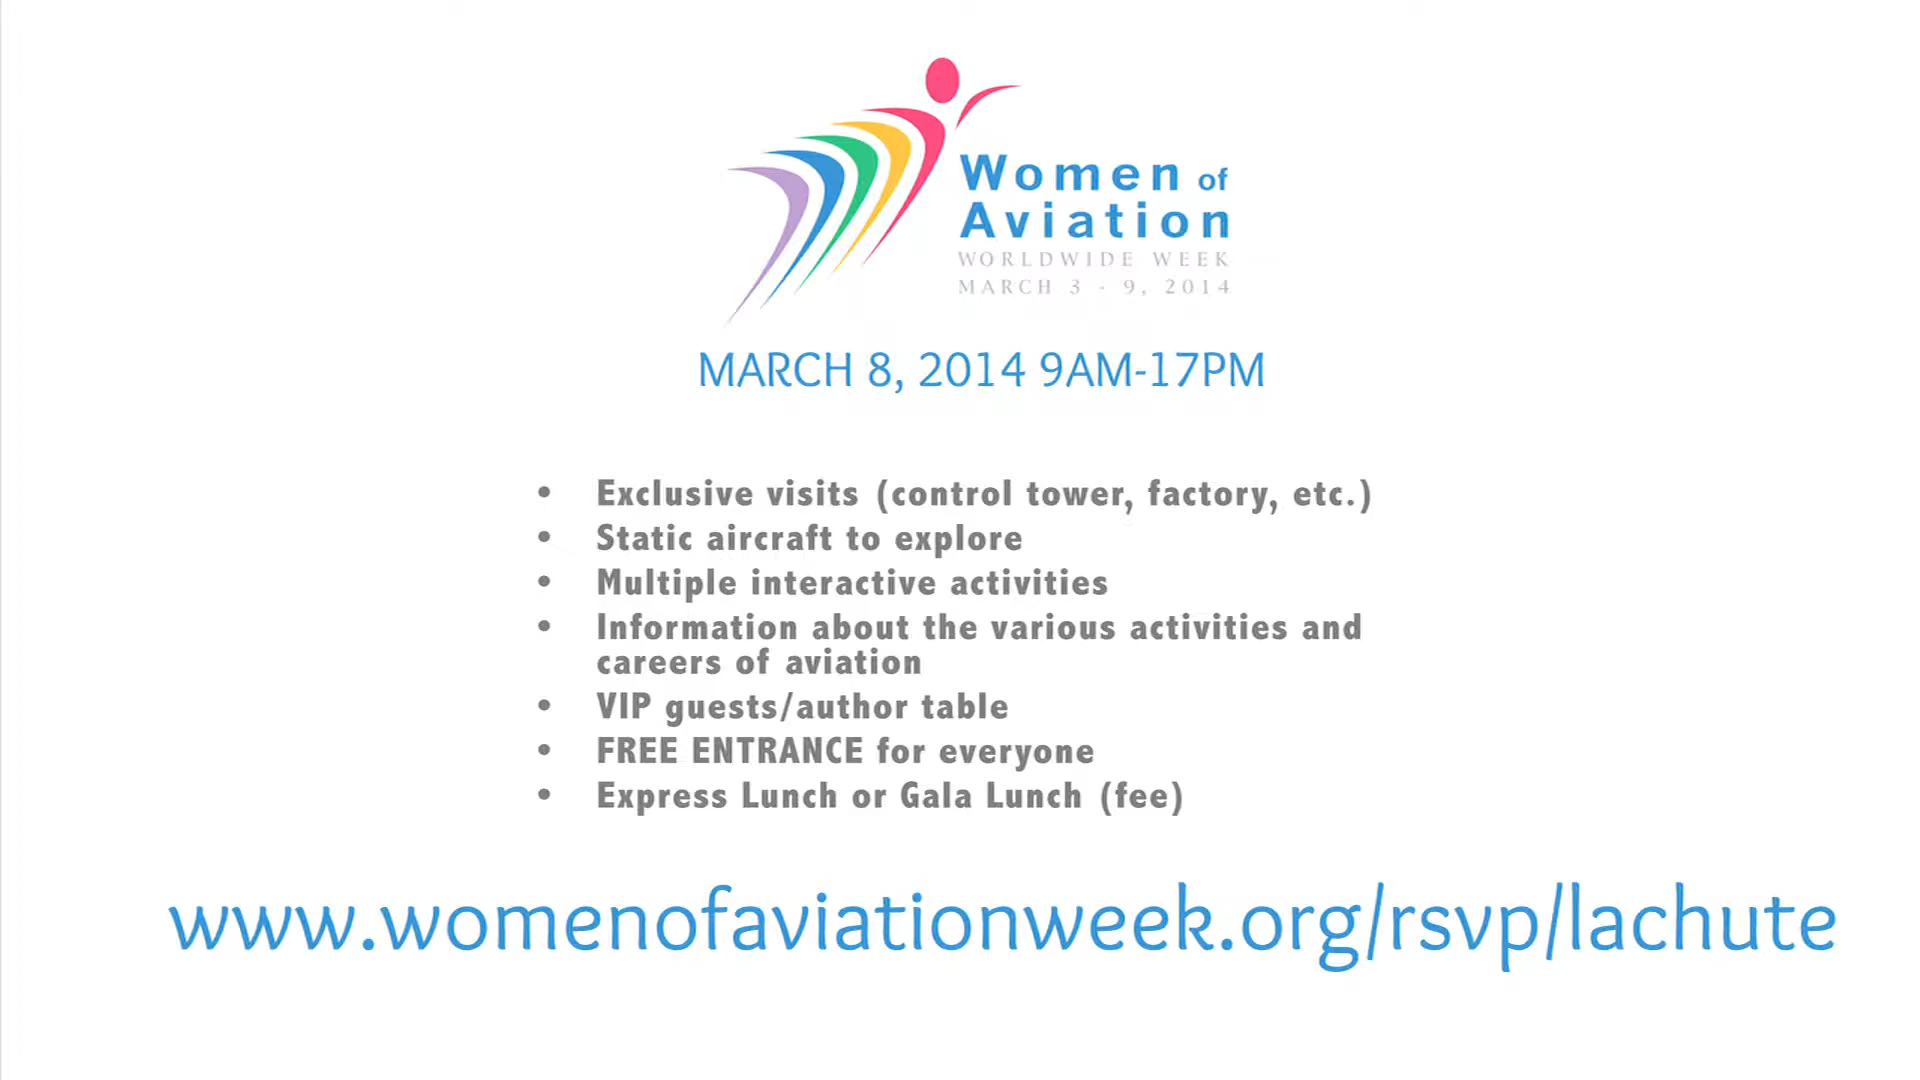 Women of
Aviation
WORLDWIDE WEEK
MARCH 3 - 9, 2014
MARCH 8, 2014 9AM-17PM
• Exclusive visits (control tower, factory, etc.)
• Static aircraft to explore
• Multiple interactive activities
• Information about the various activities and
careers of aviation
• VIP guests/author table
• FREE ENTRANCE for everyone
• Express Lunch or Gala Lunch (fee)
www.womenofaviationweek.org/rsvp/lachute